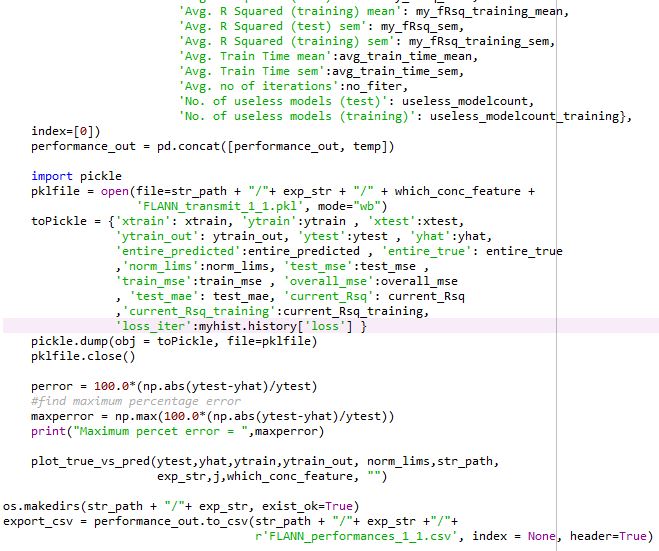 'Avg. R Squared (training) mean': my_fRsq_training_mean,
'Avg. R Squared (test) sem': my_fRsq_sem,
'Avg. R Squared (training) sem': my_fRsq_training_sem,
'Avg. Train Time mean':avg_train_time_mean,
'Avg. Train Time sem':avg_train_time_sem,
'Avg. no of iterations':no_fiter,
'No. of useless models (test)': useless_modelcount,
'No. of useless models (training)': useless_modelcount_training},
index=[0])
performance_out = pd.concat([performance_out, temp])
import pickle
pklfile = open(file=str_path + "/"+ exp_str + "/" + which_conc_feature +
'FLANN_transmit_1_1.pkl', mode="wb")
toPickle = {'xtrain': xtrain, 'ytrain':ytrain , 'xtest':xtest,
'ytrain_out': ytrain_out, 'ytest':ytest , 'yhat':yhat,
'entire_predicted':entire_predicted , 'entire_true': entire_true
,'norm_lims':norm_lims, 'test_mse':test_mse ,
'train_mse':train_mse , 'overall_mse':overall_mse
, 'test_mae': test_mae, 'current_Rsq': current_Rsq
,'current_Rsq_training':current_Rsq_training,
'loss_iter':myhist.history['loss'] }
pickle.dump(obj = toPickle, file=pklfile)
pklfile.close()
perror = 100.0*(np.abs(ytest-yhat)/ytest)
#find maximum percentage error
maxperror = np.max(100.0*(np.abs(ytest-yhat)/ytest))
print("Maximum percet error = ",maxperror)
plot_true_vs_pred(ytest,yhat,ytrain,ytrain_out, norm_lims,str_path,
exp_str,j,which_conc_feature, "")
os.makedirs(str_path + "/"+ exp_str, exist_ok=True)
export_csv = performance_out.to_csv(str_path + "/"+ exp_str +"/"+
r'FLANN_performances_1_1.csv', index = None, header=True)